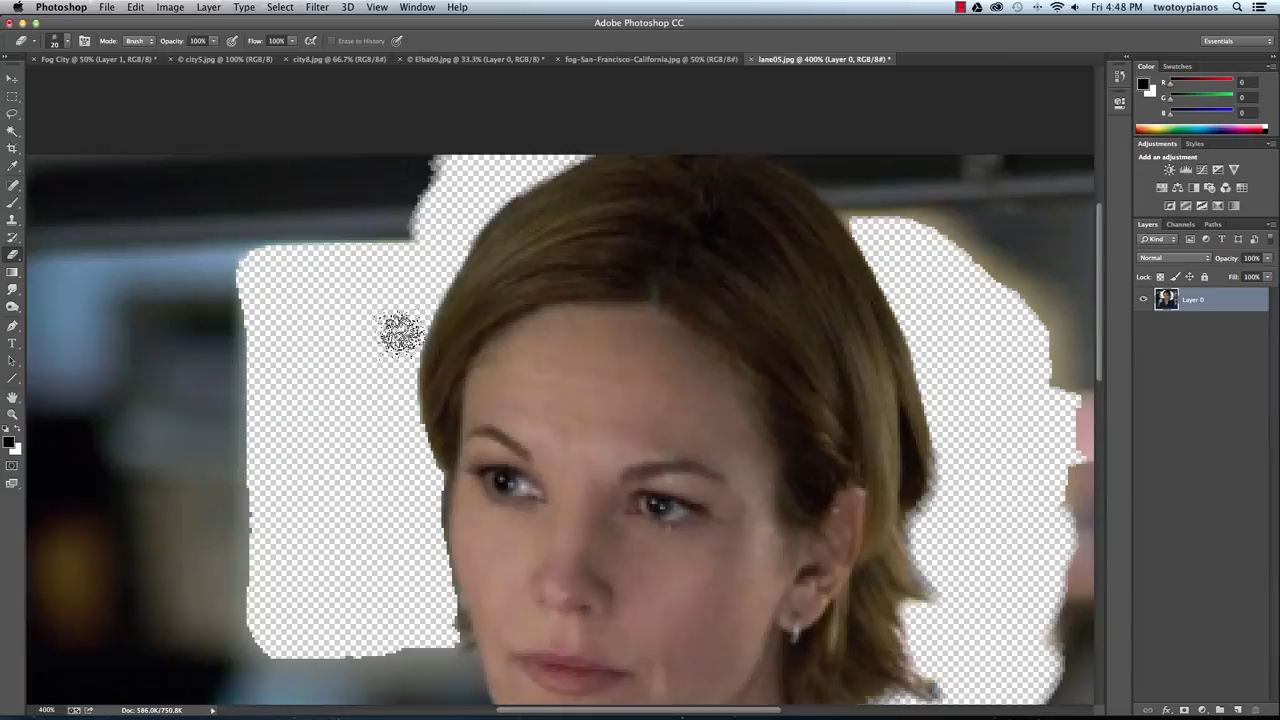 Photoshop File Edit Image Layer Type Select Filter 3D View Window Help Fri 4:48 PM twotoypianos
Adobe Photoshop CC
20 Mode: Brush Opacity: 100% Flow: 100% Erase to History Essentials
Fog City @ 50% (Layer 1, RGB/8) * © city5.jpg @ 100% (RGB/8) city8.jpg @ 66.7% (RGB/8#) © Elba09.jpg @ 33.3% (Layer 0, RGB/8) * fog-San-Francisco-California.jpg @ 50% (RGB/8#) lane05.jpg @ 400% (Layer 0, RGB/8#) *
Color Swatches
R 0
G 0
B 0
Adjustments Styles
Add an adjustment
Layers Channels Paths
Kind
Normal Opacity: 100%
Lock: Fill: 100%
Layer 0
400% Doc: 586.0K/750.8K